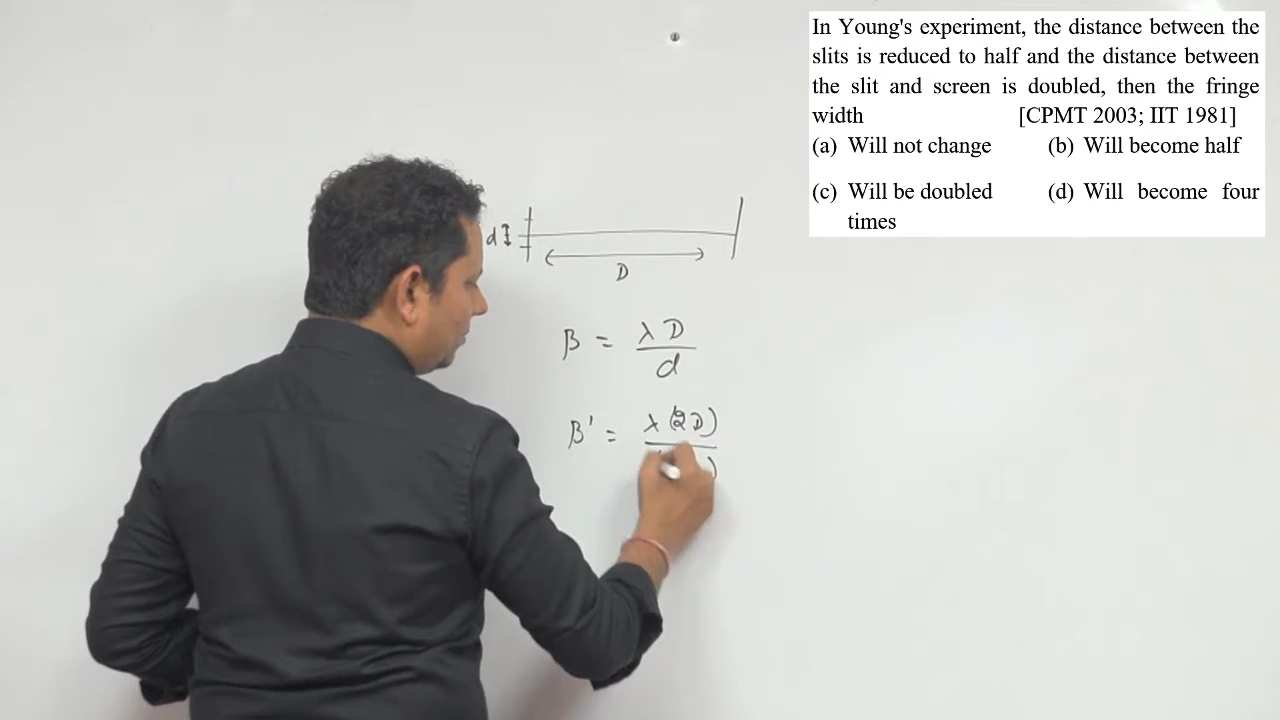 In Young's experiment, the distance between the
slits is reduced to half and the distance between
the slit and screen is doubled, then the fringe
width [CPMT 2003; IIT 1981]
(a) Will not change (b) Will become half
(c) Will be doubled (d) Will become four
times
d
D
β = λD/d
β' = λ(2D)